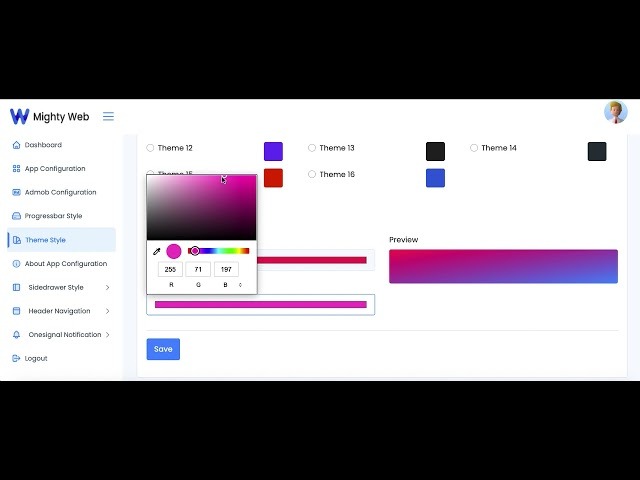 Mighty Web
Dashboard
App Configuration
Admob Configuration
Progressbar Style
Theme Style
About App Configuration
Sidedrawer Style
Header Navigation
Onesignal Notification
Logout
Theme 12
Theme 13
Theme 14
Theme 15
Theme 16
255 71 197
R G B
Preview
Save